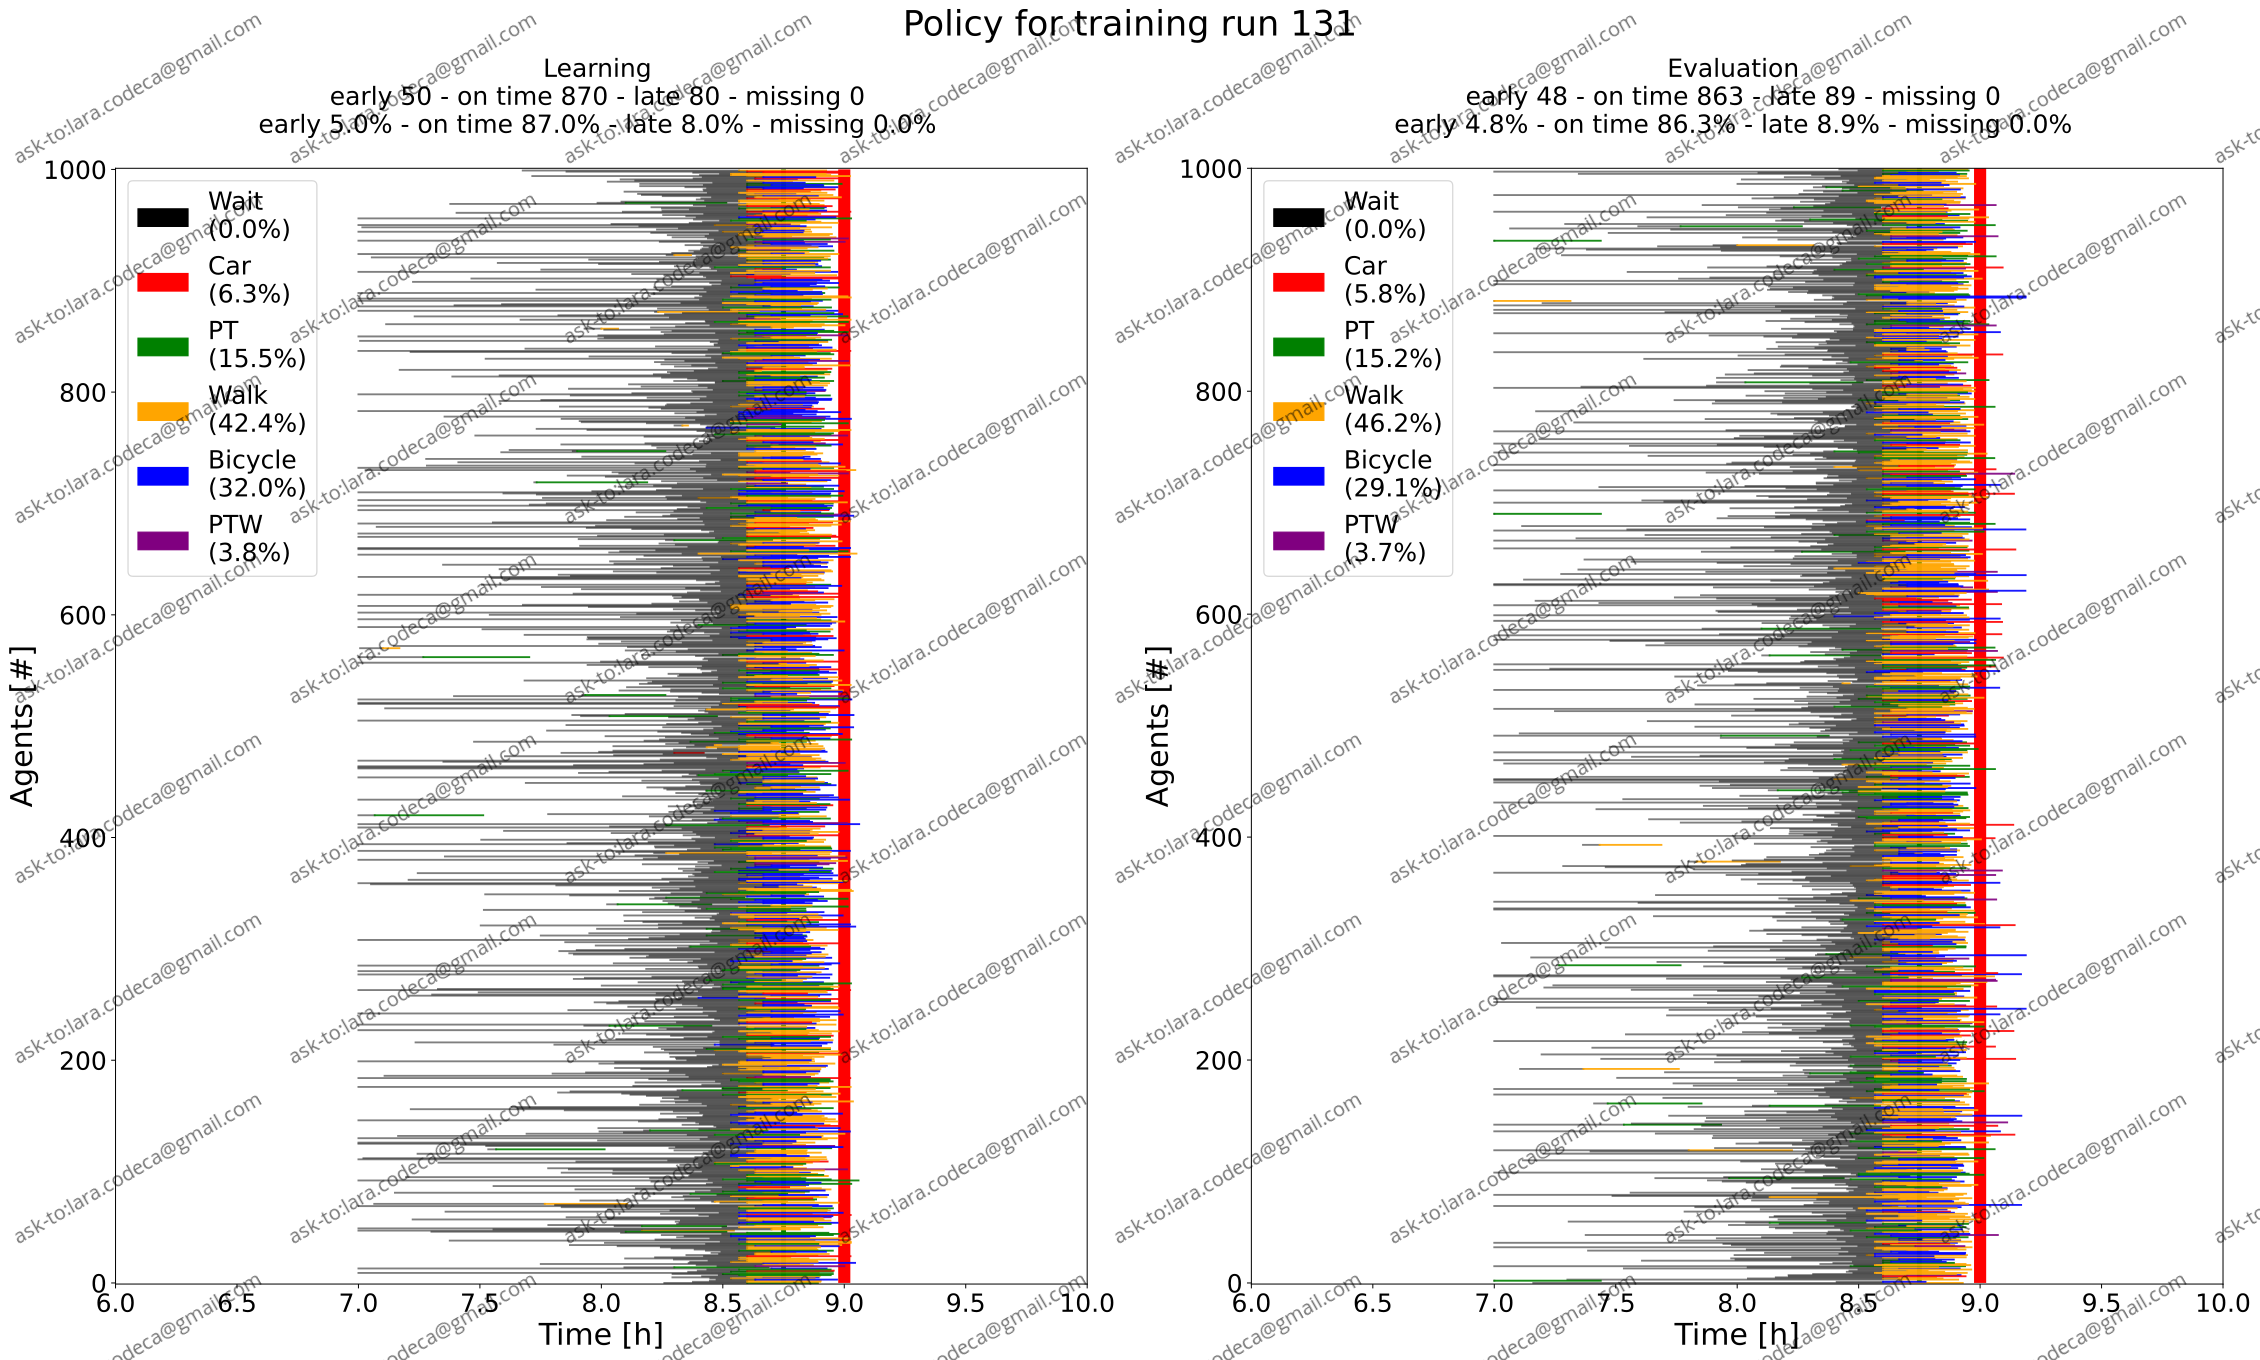 Policy for training run 131
Learning
early 50 - on time 870 - late 80 - missing 0
early 5.0% - on time 87.0% - late 8.0% - missing 0.0%
1000
800
600
400
200
0
Agents [#]
Wait
(0.0%)
Car
(6.3%)
PT
(15.5%)
Walk
(42.4%)
Bicycle
(32.0%)
PTW
(3.8%)
6.0 6.5 7.0 7.5 8.0 8.5 9.0 9.5 10.0
Time [h]
Evaluation
early 48 - on time 863 - late 89 - missing 0
early 4.8% - on time 86.3% - late 8.9% - missing 0.0%
1000
800
600
400
200
0
Agents [#]
Wait
(0.0%)
Car
(5.8%)
PT
(15.2%)
Walk
(46.2%)
Bicycle
(29.1%)
PTW
(3.7%)
6.0 6.5 7.0 7.5 8.0 8.5 9.0 9.5 10.0
Time [h]
ask-to:lara.codeca@gmail.com